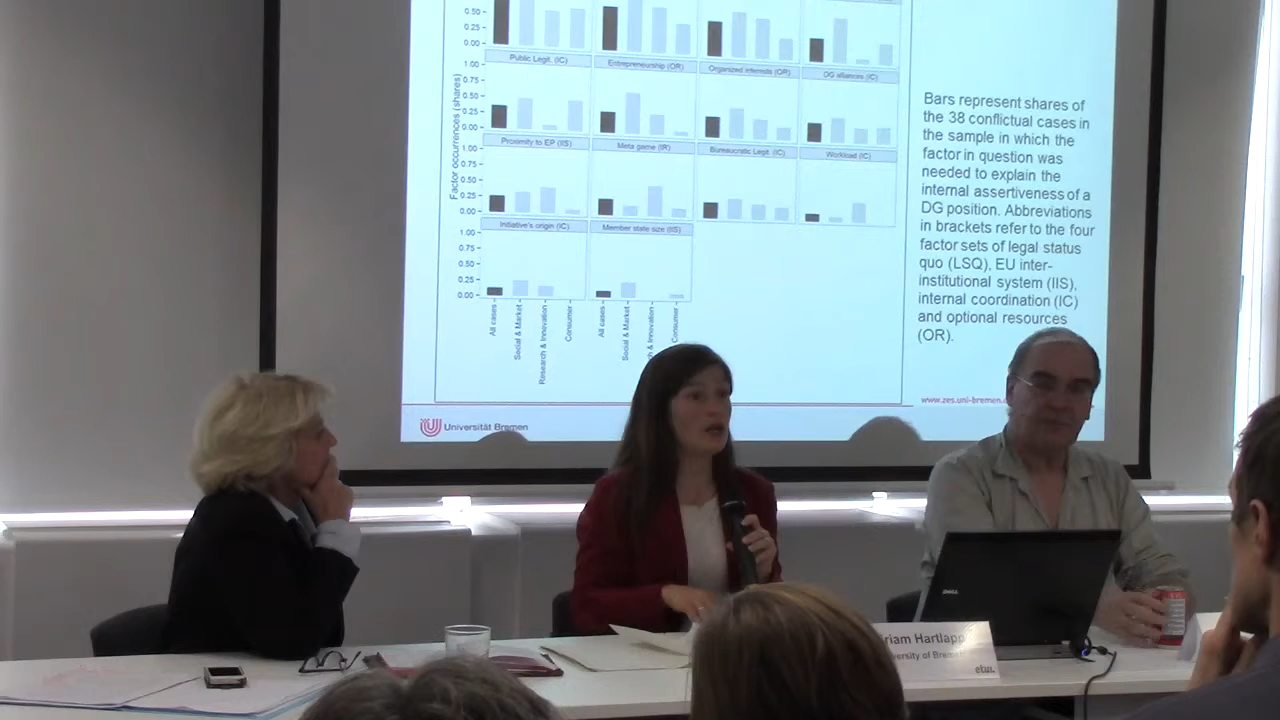 0.50
0.00
Public Legit. (IC)
Entrepreneurship (OR)
Organized interests (OR)
DG alliances (IC)
1.00
0.75
0.50
0.25
0.00
Factor occurrences (shares)
Proximity to EP (IIS)
Meta game (IR)
Bureaucratic Legit. (IC)
Workload (IC)
1.00
0.75
0.50
0.25
0.00
Initiative's origin (IC)
Member state size (IIS)
1.00
0.75
0.50
0.25
0.00
All cases
Social & Market
Research & Innovation
Consumer
All cases
Social & Market
h & Innovation
Consumer
Bars represent shares of
the 38 conflictual cases in
the sample in which the
factor in question was
needed to explain the
internal assertiveness of a
DG position. Abbreviations
in brackets refer to the four
factor sets of legal status
quo (LSQ), EU inter-
institutional system (IIS),
internal coordination (IC)
and optional resources
(OR).
www.zes.uni-bremen.
Universität Bremen
DELL
riam Hartlapp
versity of Breme
etui.